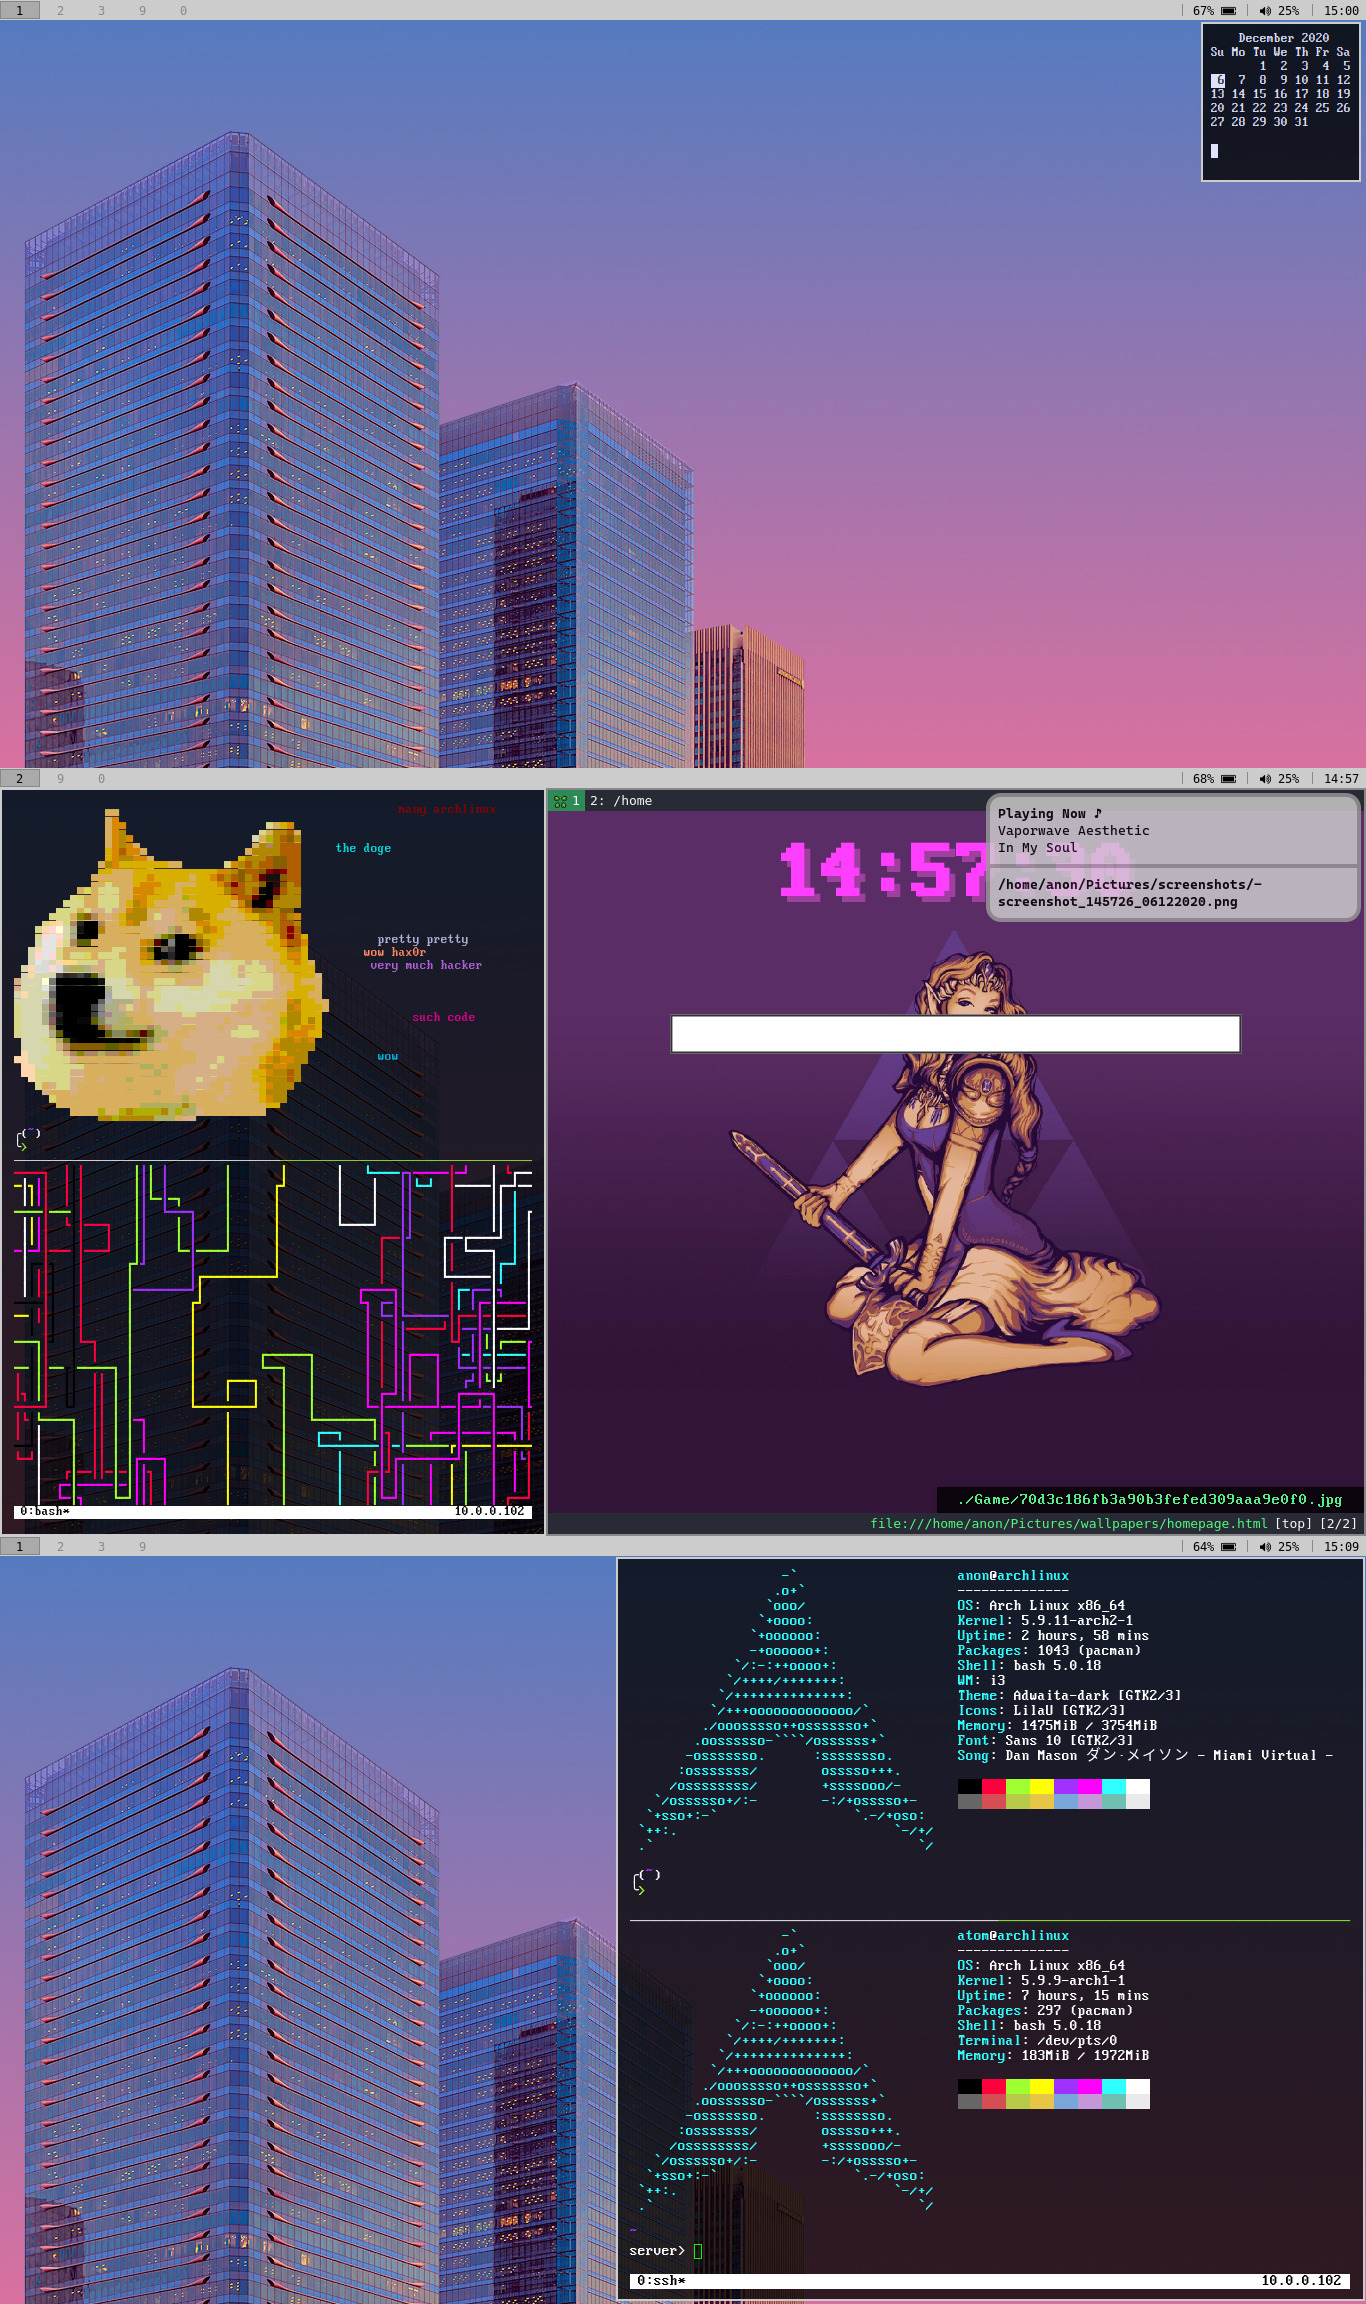 1 2 3 9 0
67% 25% 15:00
December 2020
Su Mo Tu We Th Fr Sa
1 2 3 4 5
6 7 8 9 10 11 12
13 14 15 16 17 18 19
20 21 22 23 24 25 26
27 28 29 30 31
2 9 0
68% 25% 14:57
many archlinux
the doge
pretty pretty
wow hax0r
very much hacker
such code
wow
(~)
0:bash* 10.0.0.102
1 2: /home
14:57:30
Playing Now ♪
Vaporwave Aesthetic
In My Soul
/home/anon/Pictures/screenshots/-
screenshot_145726_06122020.png
./Game/70d3c186fb3a90b3fefed309aaa9e0f0.jpg
file:///home/anon/Pictures/wallpapers/homepage.html [top] [2/2]
1 2 3 9
64% 25% 15:09
anon@archlinux
--------------
OS: Arch Linux x86_64
Kernel: 5.9.11-arch2-1
Uptime: 2 hours, 58 mins
Packages: 1043 (pacman)
Shell: bash 5.0.18
WM: i3
Theme: Adwaita-dark [GTK2/3]
Icons: LilaU [GTK2/3]
Memory: 1475MiB / 3754MiB
Font: Sans 10 [GTK2/3]
Song: Dan Mason ダン·メイソン - Miami Virtual -
(~)
atom@archlinux
--------------
OS: Arch Linux x86_64
Kernel: 5.9.9-arch1-1
Uptime: 7 hours, 15 mins
Packages: 297 (pacman)
Shell: bash 5.0.18
Terminal: /dev/pts/0
Memory: 183MiB / 1972MiB
~
server>
0:ssh* 10.0.0.102